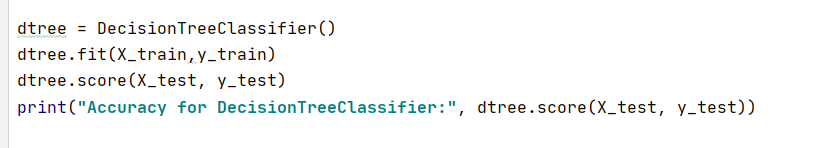 dtree = DecisionTreeClassifier()
dtree.fit(X_train,y_train)
dtree.score(X_test, y_test)
print("Accuracy for DecisionTreeClassifier:", dtree.score(X_test, y_test))